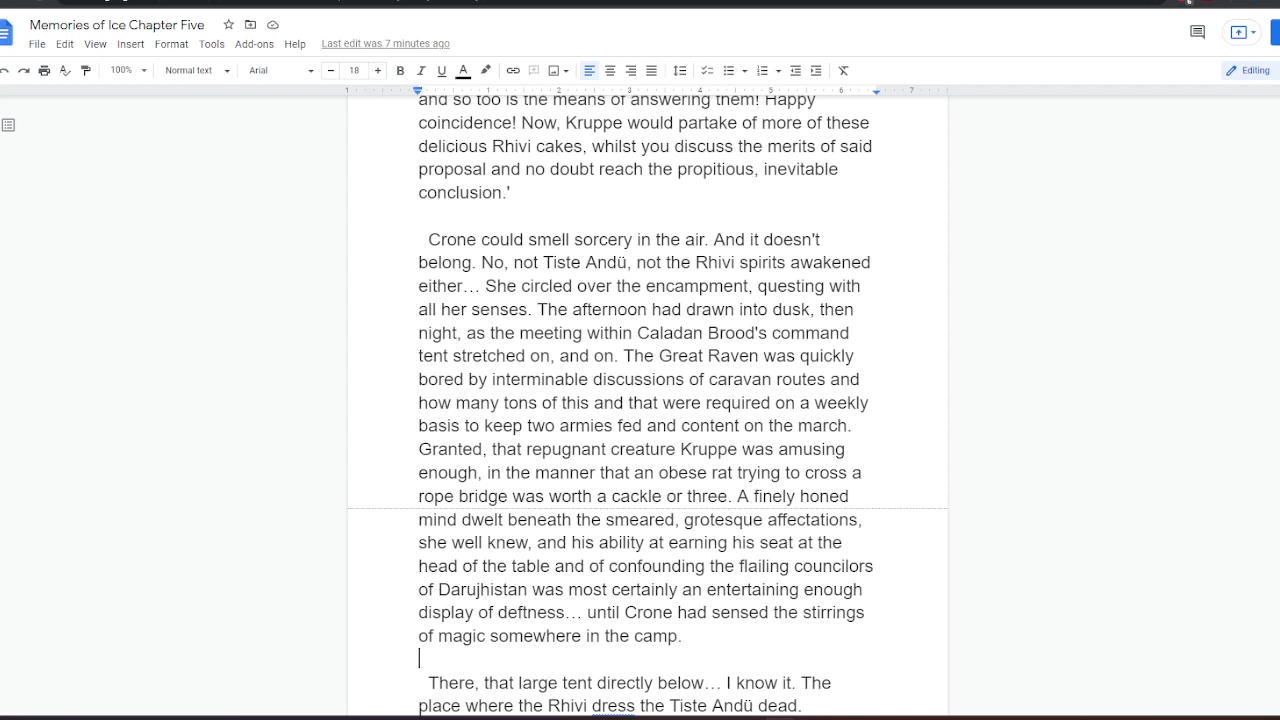 Memories of Ice Chapter Five
File Edit View Insert Format Tools Add-ons Help Last edit was 7 minutes ago
100% Normal text Arial 18 B I U A Editing
1 1 2 3 4 5 6 7
and so too is the means of answering them! Happy
coincidence! Now, Kruppe would partake of more of these
delicious Rhivi cakes, whilst you discuss the merits of said
proposal and no doubt reach the propitious, inevitable
conclusion.'
Crone could smell sorcery in the air. And it doesn't
belong. No, not Tiste Andü, not the Rhivi spirits awakened
either… She circled over the encampment, questing with
all her senses. The afternoon had drawn into dusk, then
night, as the meeting within Caladan Brood's command
tent stretched on, and on. The Great Raven was quickly
bored by interminable discussions of caravan routes and
how many tons of this and that were required on a weekly
basis to keep two armies fed and content on the march.
Granted, that repugnant creature Kruppe was amusing
enough, in the manner that an obese rat trying to cross a
rope bridge was worth a cackle or three. A finely honed
mind dwelt beneath the smeared, grotesque affectations,
she well knew, and his ability at earning his seat at the
head of the table and of confounding the flailing councilors
of Darujhistan was most certainly an entertaining enough
display of deftness… until Crone had sensed the stirrings
of magic somewhere in the camp.
There, that large tent directly below… I know it. The
place where the Rhivi dress the Tiste Andü dead.